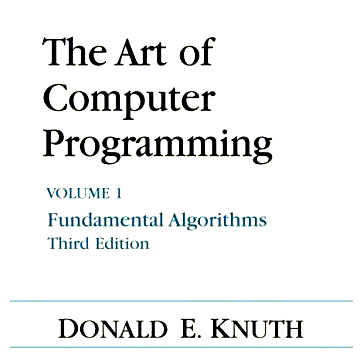 The Art of
Computer
Programming
VOLUME 1
Fundamental Algorithms
Third Edition
DONALD E. KNUTH